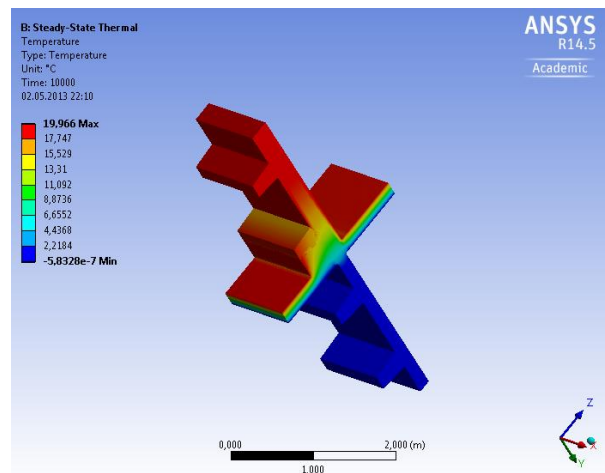 B: Steady-State Thermal
Temperature
Type: Temperature
Unit: °C
Time: 10000
02.05.2013 22:10
19,966 Max
17,747
15,529
13,31
11,092
8,8736
6,6552
4,4368
2,2184
-5,8328e-7 Min
ANSYS
R14.5
Academic
0,000
2,000 (m)
1,000
Z
X
Y